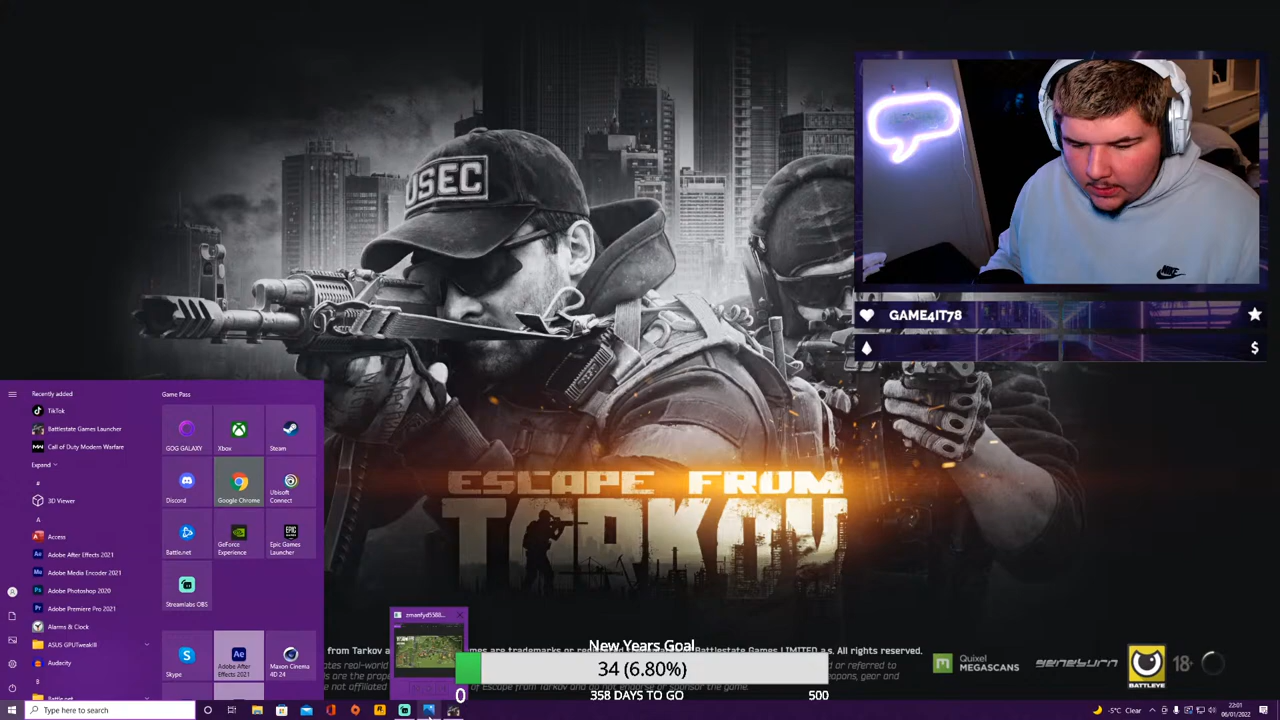 USEC
GAME4IT78
$
ESCAPE FROM
TARKOV
Recently added
TikTok
Battlestate Games Launcher
Call of Duty Modern Warfare
Expand
#
3D Viewer
A
Access
Adobe After Effects 2021
Adobe Media Encoder 2021
Adobe Photoshop 2020
Adobe Premiere Pro 2021
Alarms & Clock
ASUS GPUTweakIII
Audacity
B
Battle.net
Game Pass
GOG GALAXY
Xbox
Steam
Discord
Google Chrome
Ubisoft Connect
Battle.net
GeForce Experience
Epic Games Launcher
Streamlabs OBS
Skype
Adobe After Effects 2021
Maxon Cinema 4D 24
zmanfyd5588...
New Years Goal
34 (6.80%)
0
358 DAYS TO GO
500
Quixel
MEGASCANS
BATTLEYE
18+
Type here to search
-5°C Clear
22:01
06/01/2022